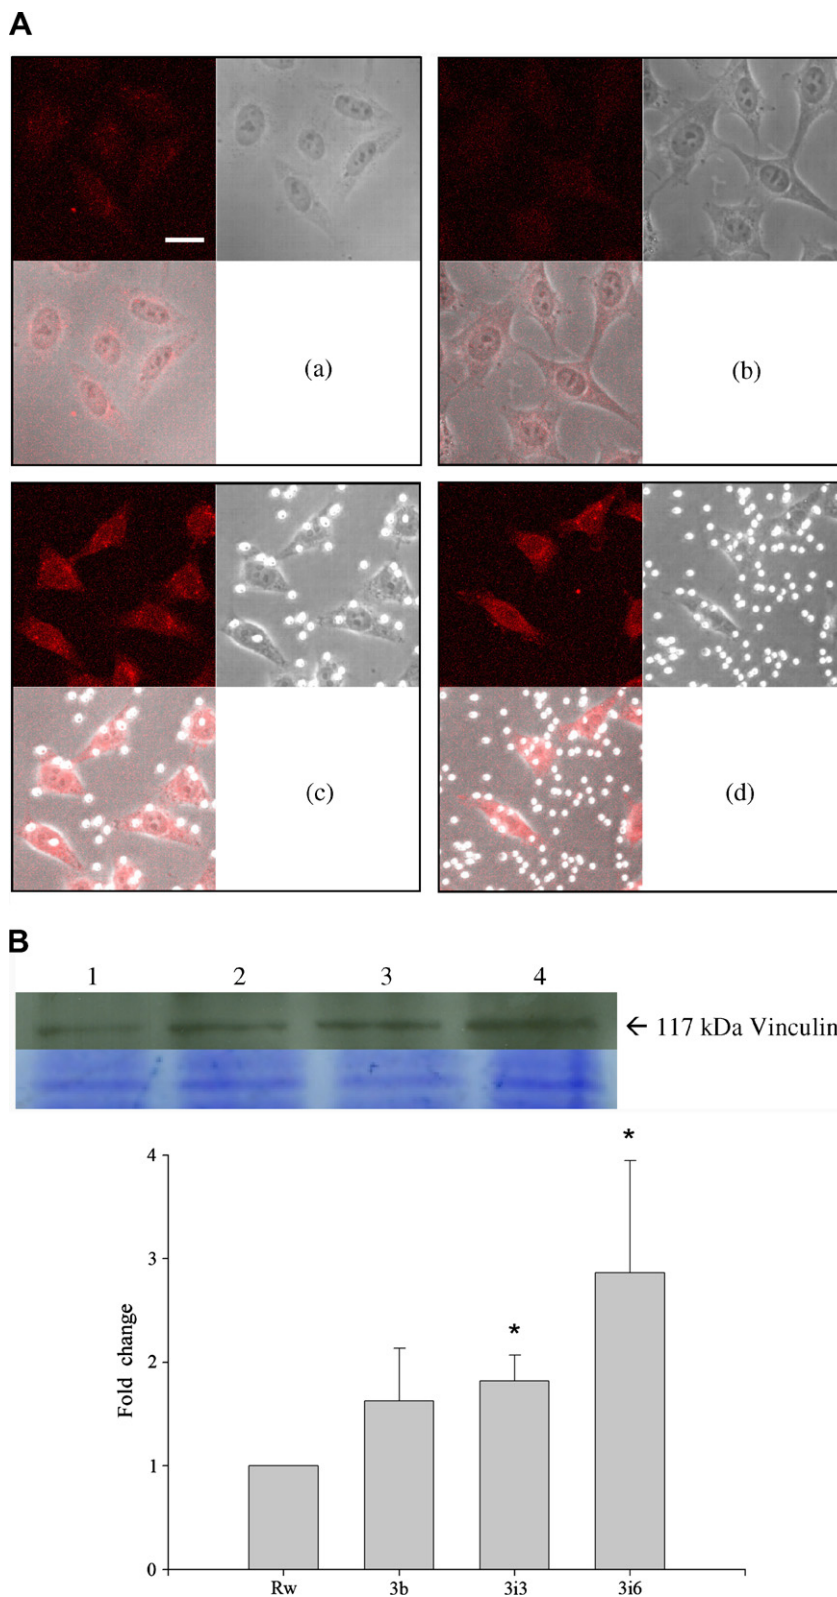 A
(a)
(b)
(c)
(d)
B
1 2 3 4
← 117 kDa Vinculin
*
4
3
*
2
1
0
Fold change
Rw 3b 3i3 3i6